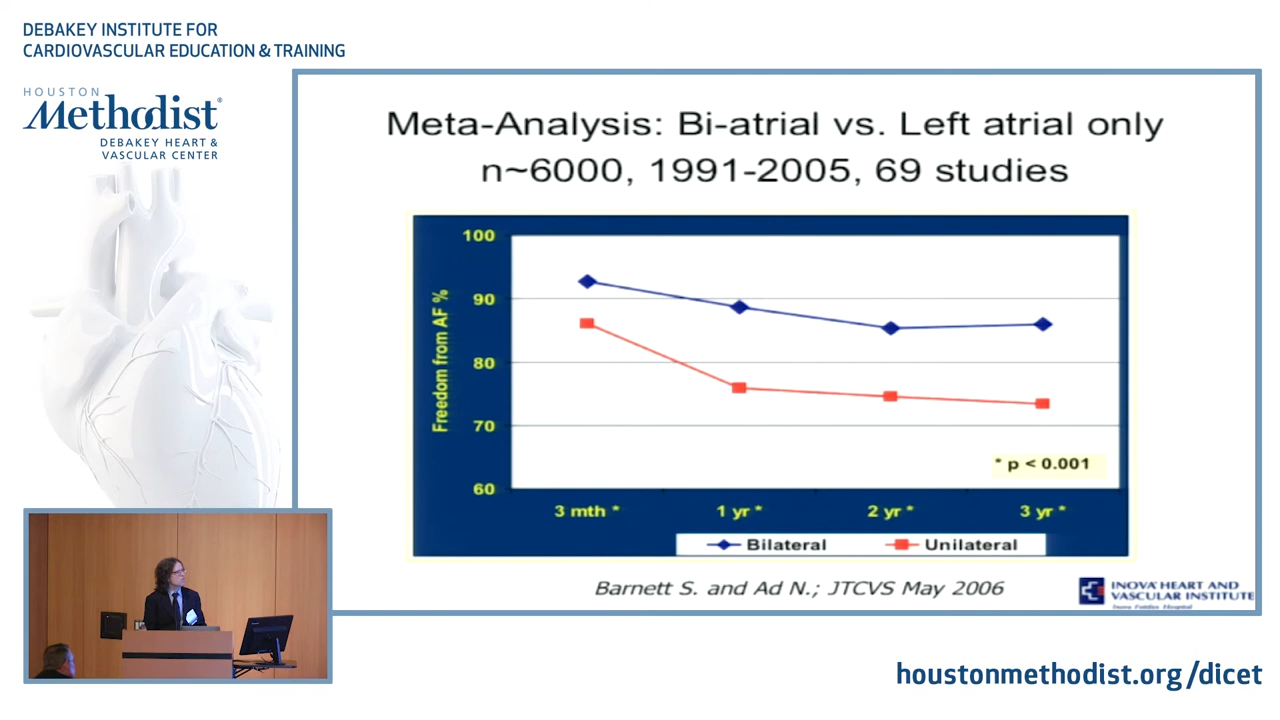 DEBAKEY INSTITUTE FOR
CARDIOVASCULAR EDUCATION & TRAINING
HOUSTON
Methodist®
DEBAKEY HEART &
VASCULAR CENTER
Meta-Analysis: Bi-atrial vs. Left atrial only
n~6000, 1991-2005, 69 studies
100
90
80
70
60
Freedom from AF %
* p < 0.001
3 mth *
1 yr *
2 yr *
3 yr *
Bilateral
Unilateral
Barnett S. and Ad N.; JTCVS May 2006
INOVA HEART AND
VASCULAR INSTITUTE
Inova Fairfax Hospital
houstonmethodist.org/dicet